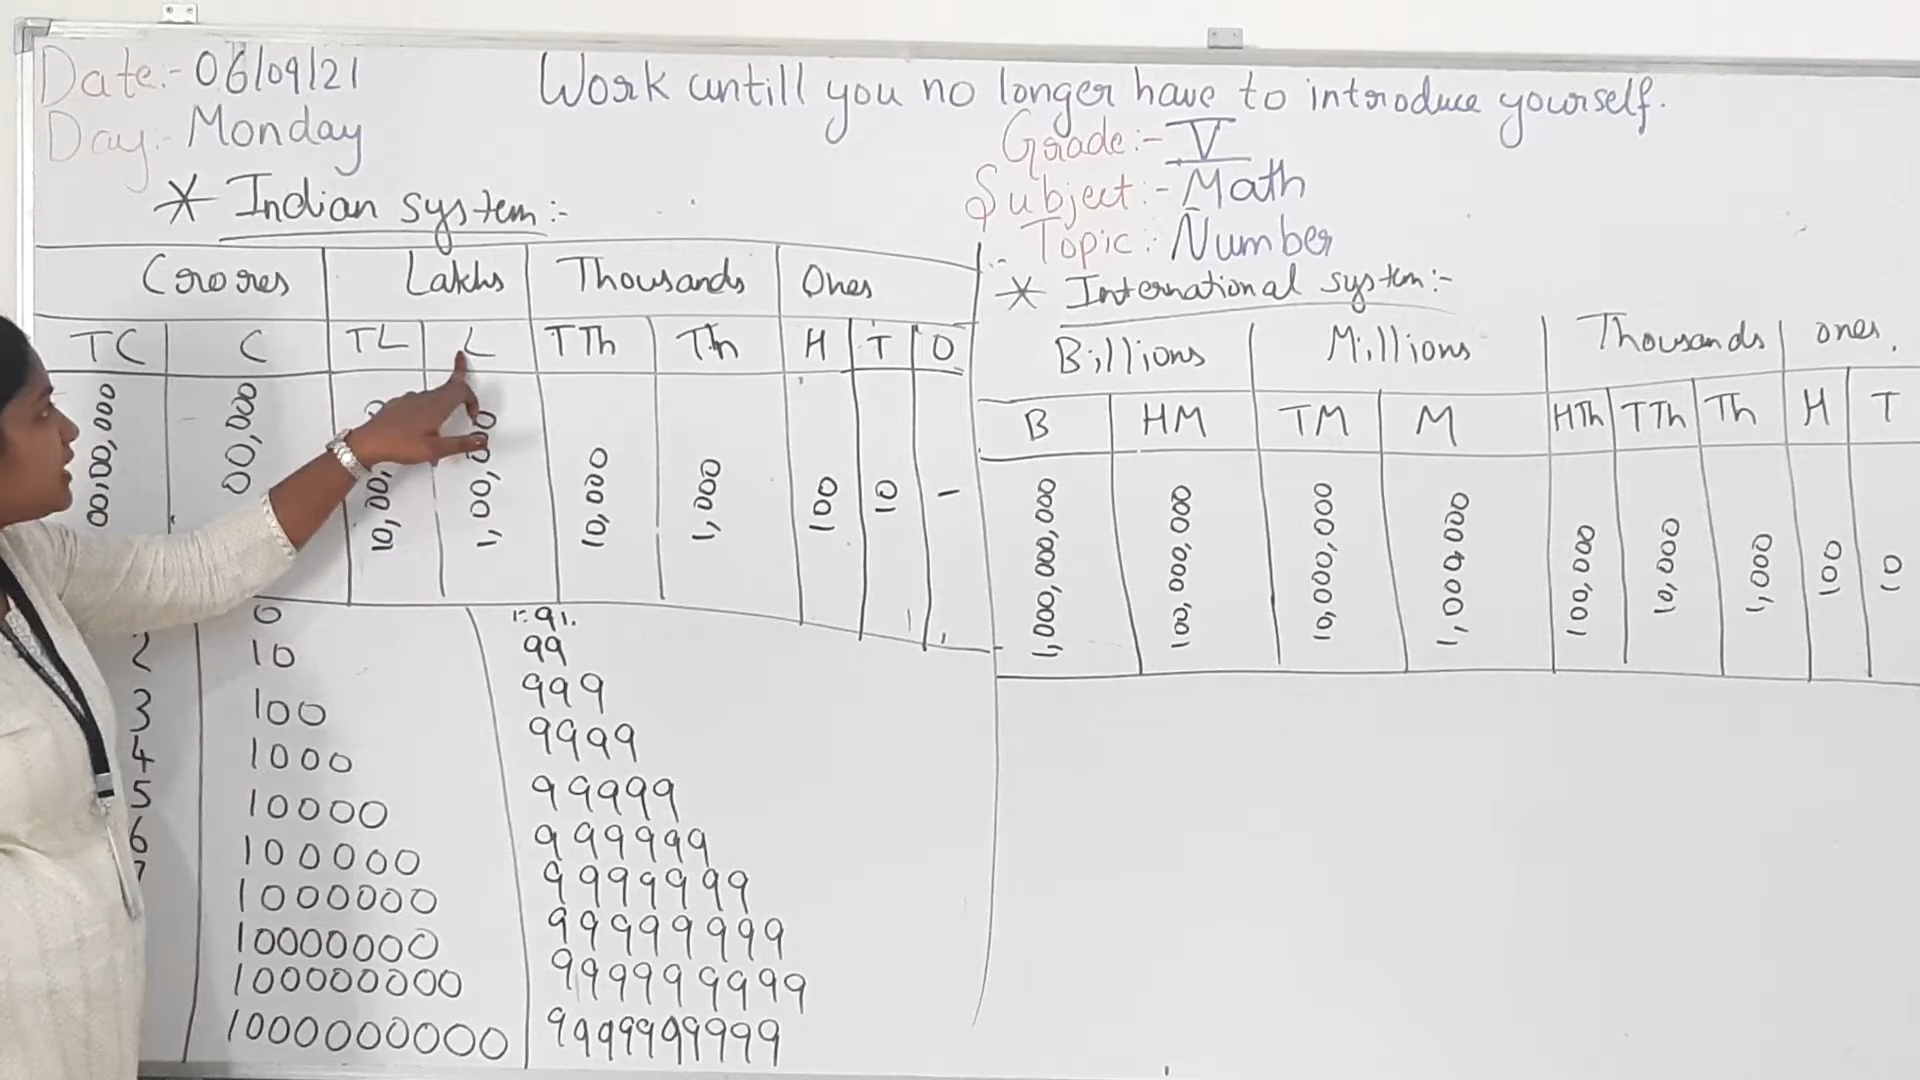 Date:- 06/09/21
Work untill you no longer have to introduce yourself.
Day:- Monday
Grade:- V
Subject:- Math
Topic:- Number
* Indian system:-
Crores Lakhs Thousands Ones
TC C TL L TTh Th H T O
00,000 10,000 1,000 100 10 1
0
2 10 99
3 100 999
4 1000 9999
5 10000 99999
6 100000 999999
7 1000000 9999999
10000000 99999999
100000000 999999999
1000000000 9999999999
* International system:-
Billions Millions Thousands ones.
B HM TM M HTh TTh Th H T
1,000,000,000 100,000,000 10,000,000 100,000 10,000 1,000 100 10